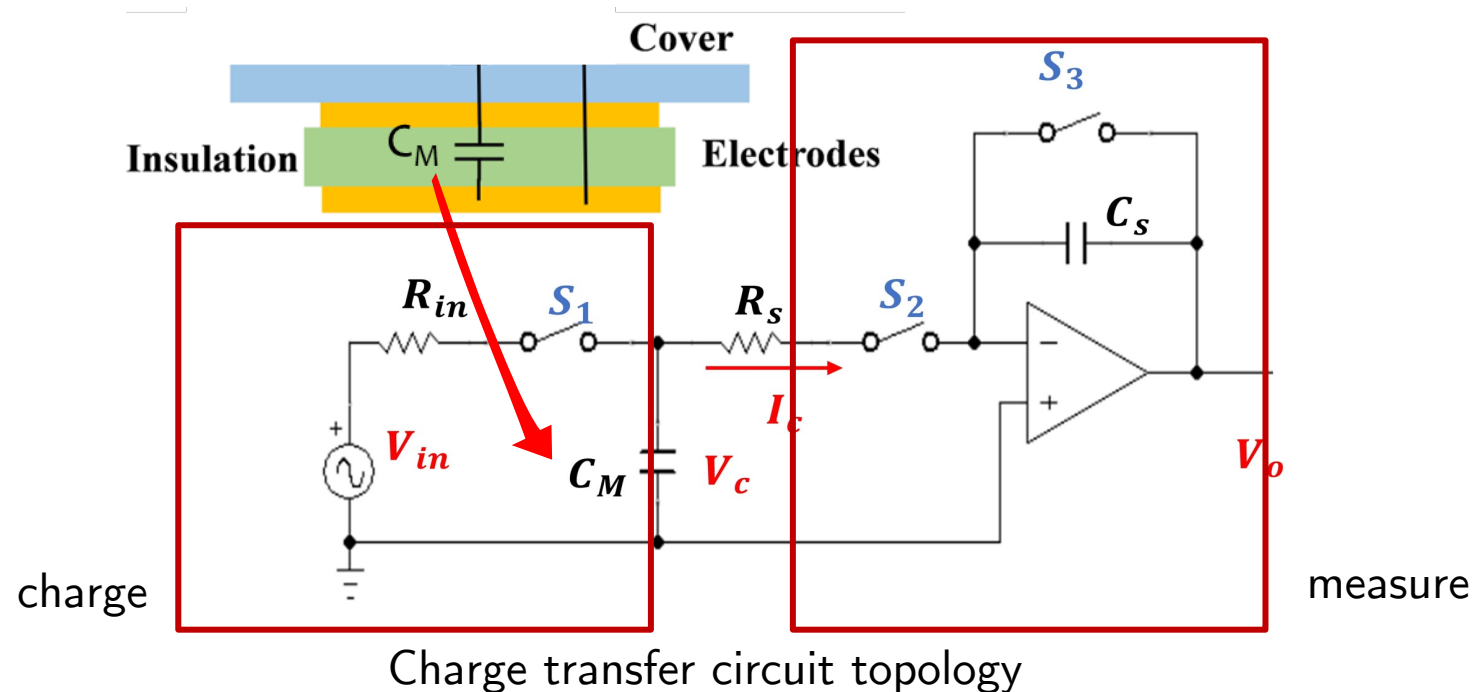 Cover
S3
Insulation
CM
Electrodes
Cs
Rin
S1
Rs
S2
−
+
+
Ic
Vin
CM
Vc
Vo
charge
measure
Charge transfer circuit topology